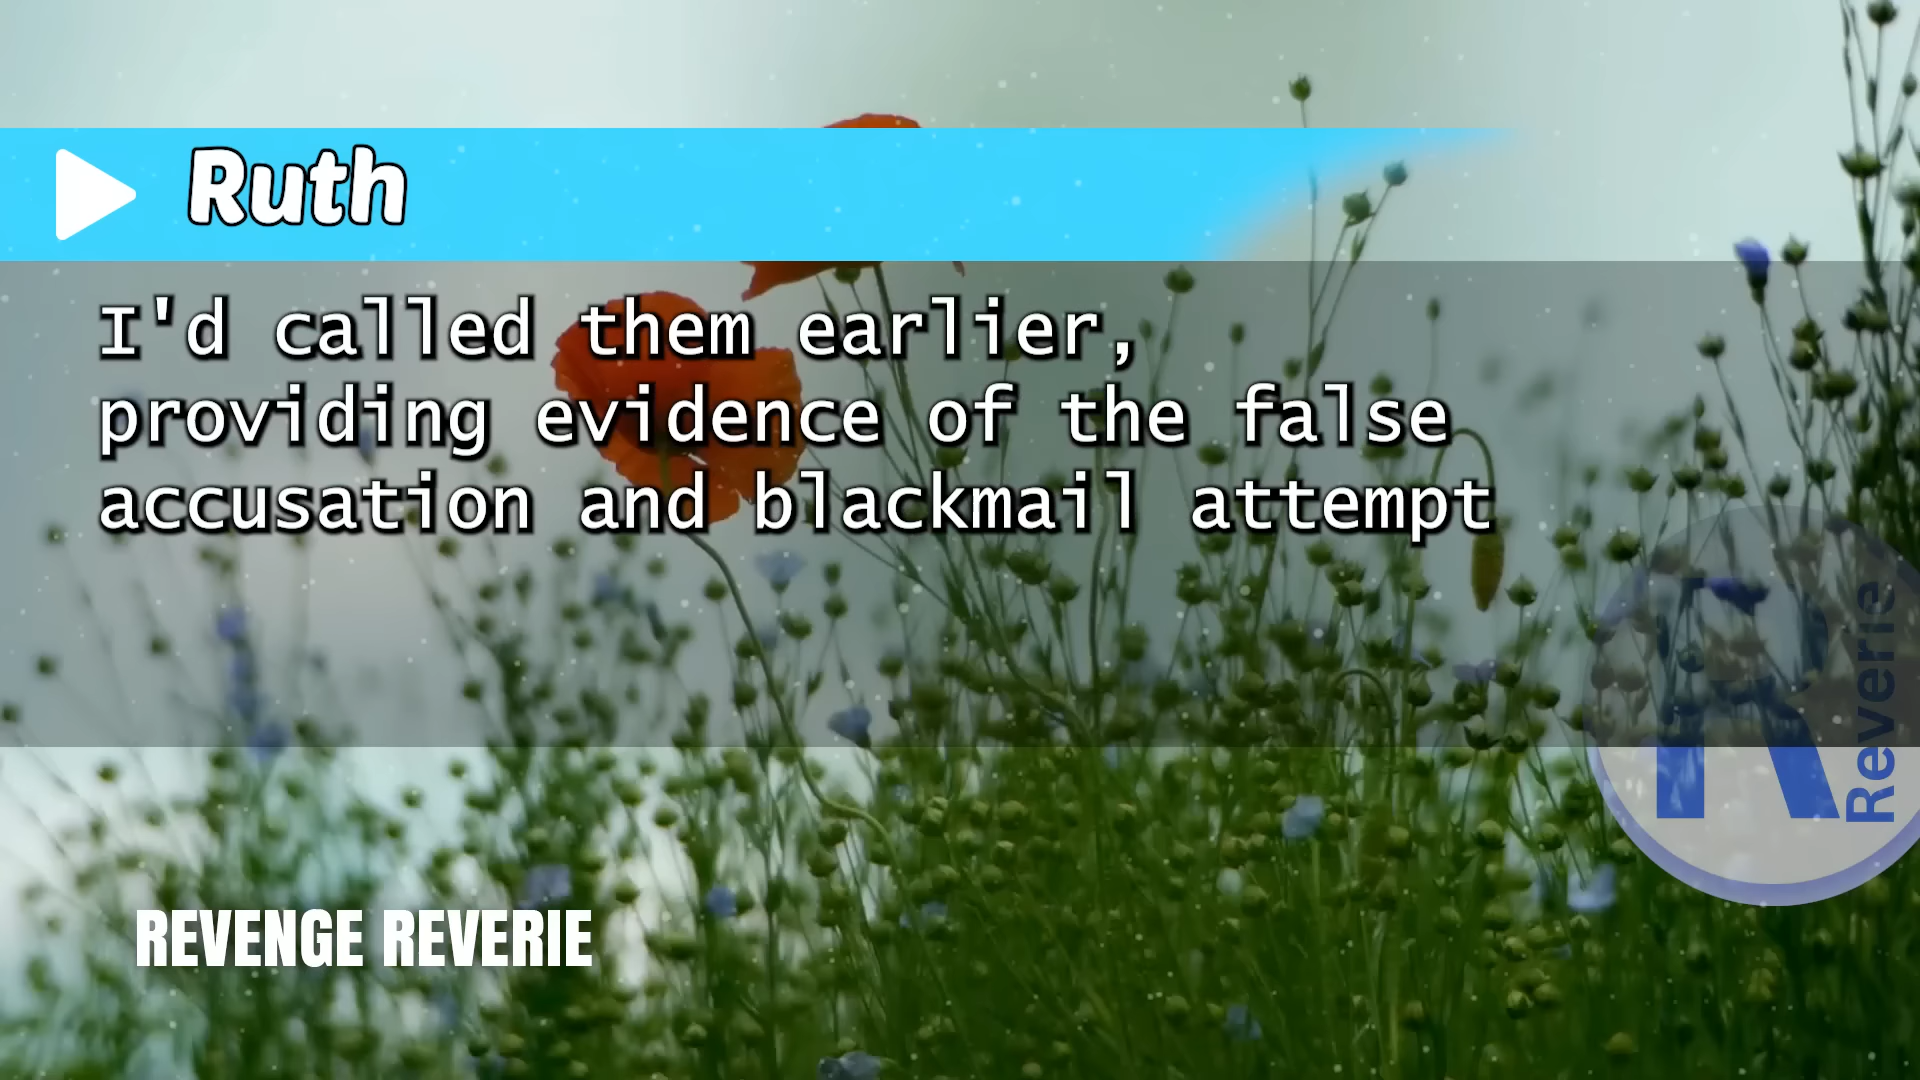 Ruth
I'd called them earlier,
providing evidence of the false
accusation and blackmail attempt
R
Reverie
REVENGE REVERIE